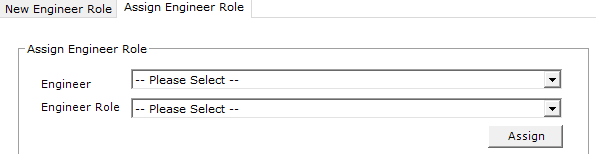 New Engineer Role Assign Engineer Role
Assign Engineer Role
Engineer -- Please Select --
Engineer Role -- Please Select --
Assign